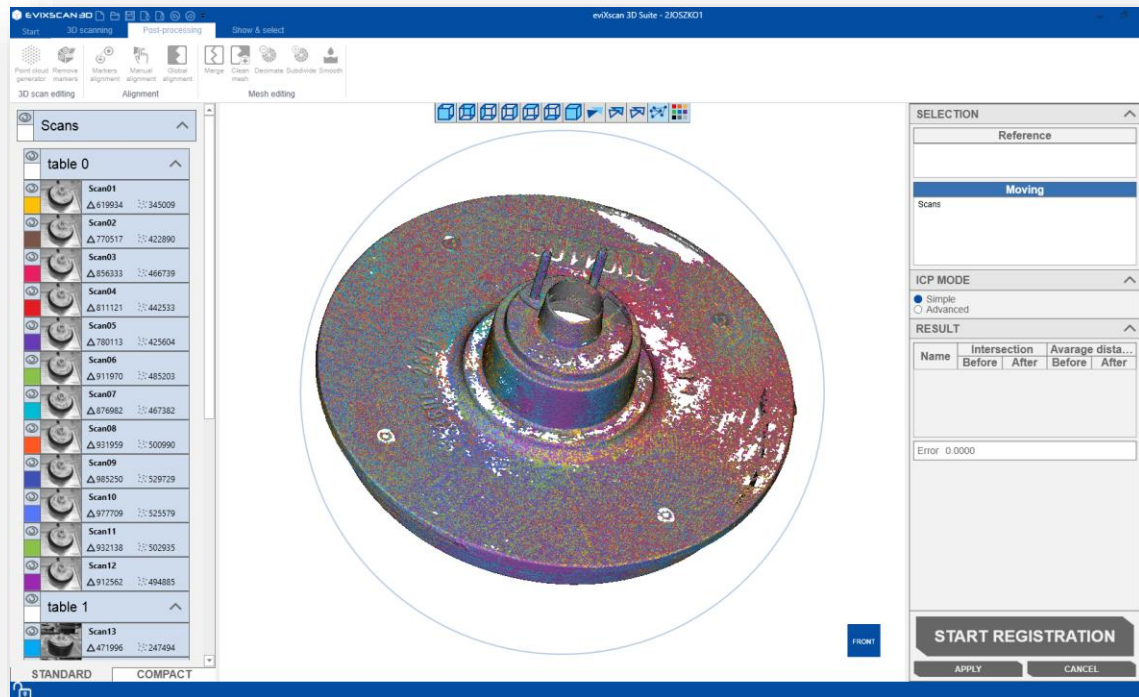 EVIXSCAN 3D
eviXscan 3D Suite - 2JOSZKO1
Start 3D scanning Post-processing Show & select
Point cloud generator Remove markers Markers alignment Manual alignment Global alignment Merge Clean mesh Decimate Subdivide Smooth
3D scan editing Alignment Mesh editing
Scans
table 0
Scan01
619934 345009
Scan02
770517 422890
Scan03
856333 466739
Scan04
811121 442533
Scan05
780113 425604
Scan06
911970 485203
Scan07
876982 467382
Scan08
931959 500990
Scan09
985250 529729
Scan10
977709 525579
Scan11
932138 502935
Scan12
912562 494885
table 1
Scan13
471996 247494
STANDARD COMPACT
FRONT
SELECTION
Reference
Moving
Scans
ICP MODE
Simple
Advanced
RESULT
Name Intersection Avarage dista...
Before After Before After
Error 0.0000
START REGISTRATION
APPLY CANCEL